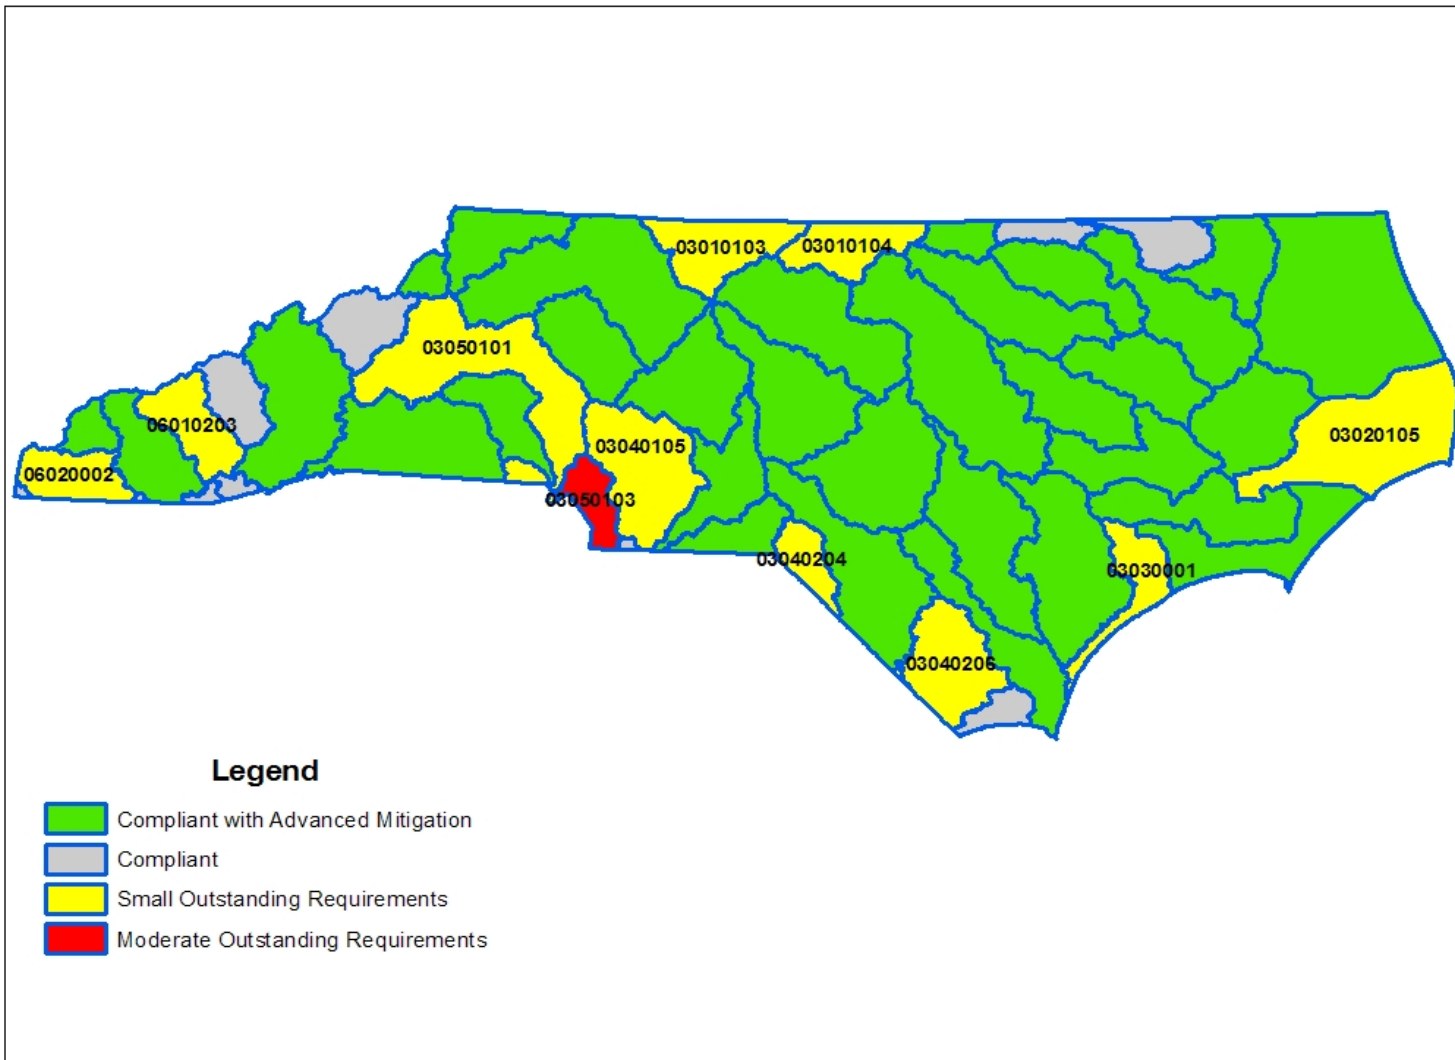 03010103
03010104
03050101
06010203
03020105
03040105
06020002
03050103
03040204
03030001
03040206
Legend
Compliant with Advanced Mitigation
Compliant
Small Outstanding Requirements
Moderate Outstanding Requirements